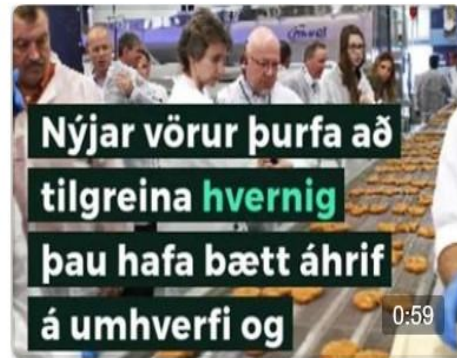 Nýjar vörur þurfa að
tilgreina hvernig
þau hafa bætt áhrif
á umhverfi og
0:59